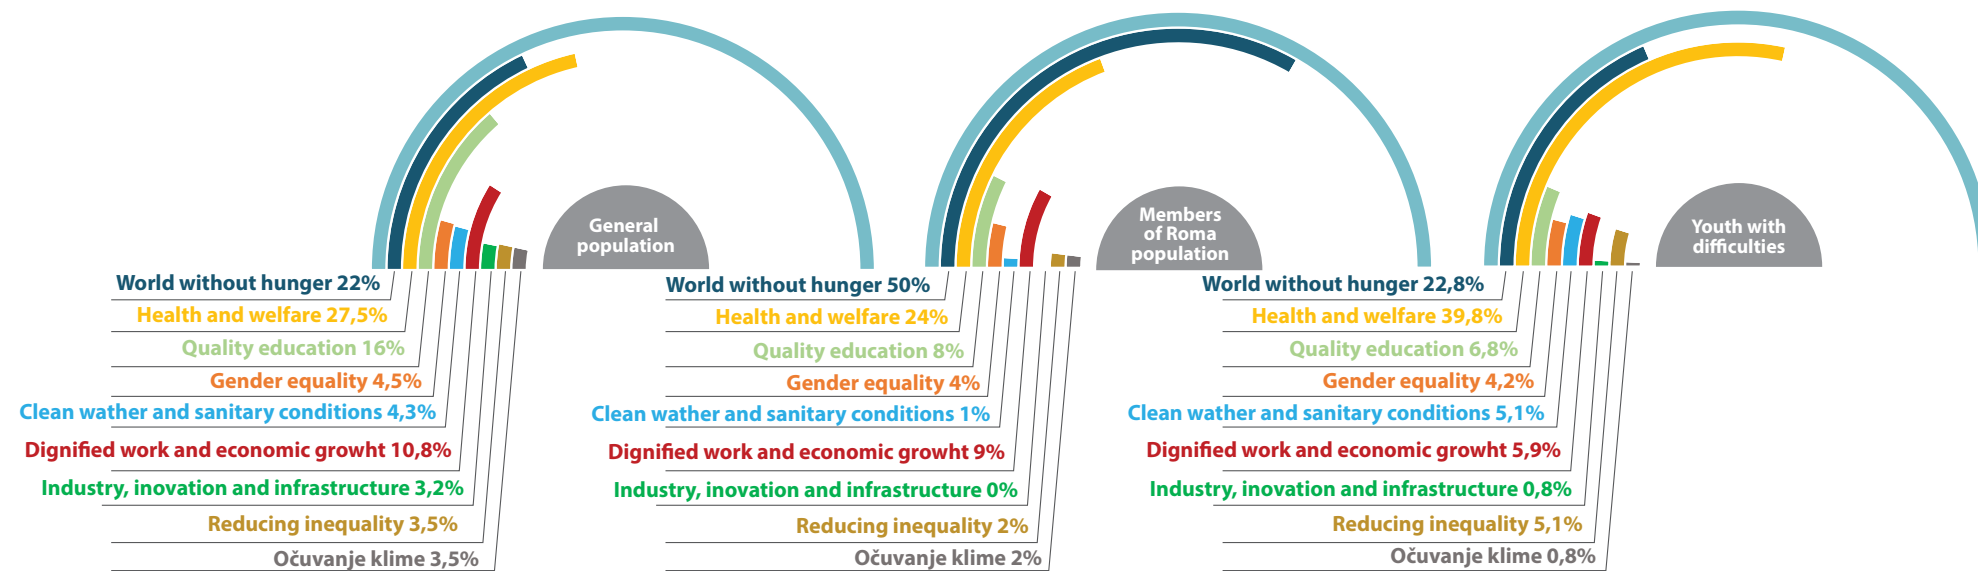 General
population
World without hunger 22%
Health and welfare 27,5%
Quality education 16%
Gender equality 4,5%
Clean wather and sanitary conditions 4,3%
Dignified work and economic growht 10,8%
Industry, inovation and infrastructure 3,2%
Reducing inequality 3,5%
Očuvanje klime 3,5%
Members
of Roma
population
World without hunger 50%
Health and welfare 24%
Quality education 8%
Gender equality 4%
Clean wather and sanitary conditions 1%
Dignified work and economic growht 9%
Industry, inovation and infrastructure 0%
Reducing inequality 2%
Očuvanje klime 2%
Youth with
difficulties
World without hunger 22,8%
Health and welfare 39,8%
Quality education 6,8%
Gender equality 4,2%
Clean wather and sanitary conditions 5,1%
Dignified work and economic growht 5,9%
Industry, inovation and infrastructure 0,8%
Reducing inequality 5,1%
Očuvanje klime 0,8%